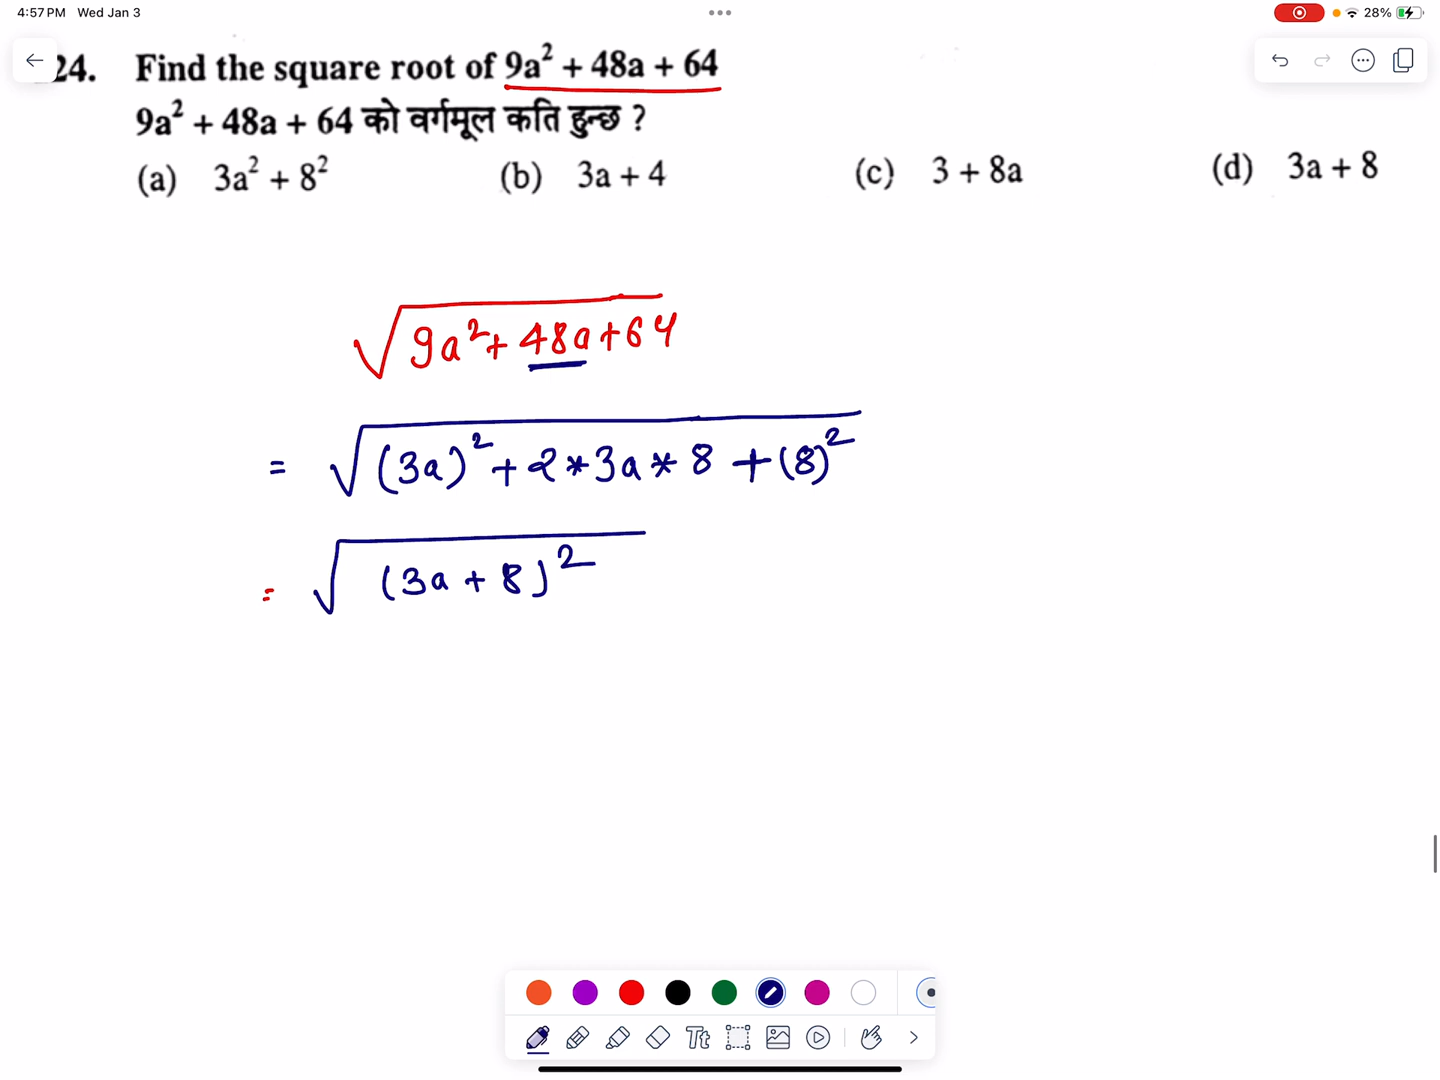 4:57 PM Wed Jan 3
28%
24. Find the square root of 9a² + 48a + 64
9a² + 48a + 64 को वर्गमूल कति हुन्छ ?
(a) 3a² + 8² (b) 3a + 4 (c) 3 + 8a (d) 3a + 8
√9a² + 48a + 64
= √(3a)² + 2 * 3a * 8 + (8)²
= √(3a + 8)²
Tt